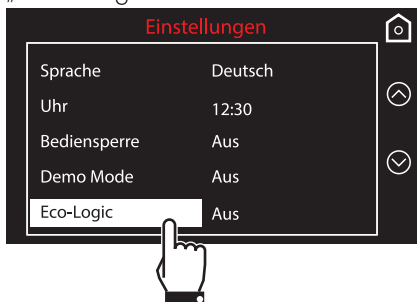 Einstellungen
Sprache Deutsch
Uhr 12:30
Bediensperre Aus
Demo Mode Aus
Eco-Logic Aus